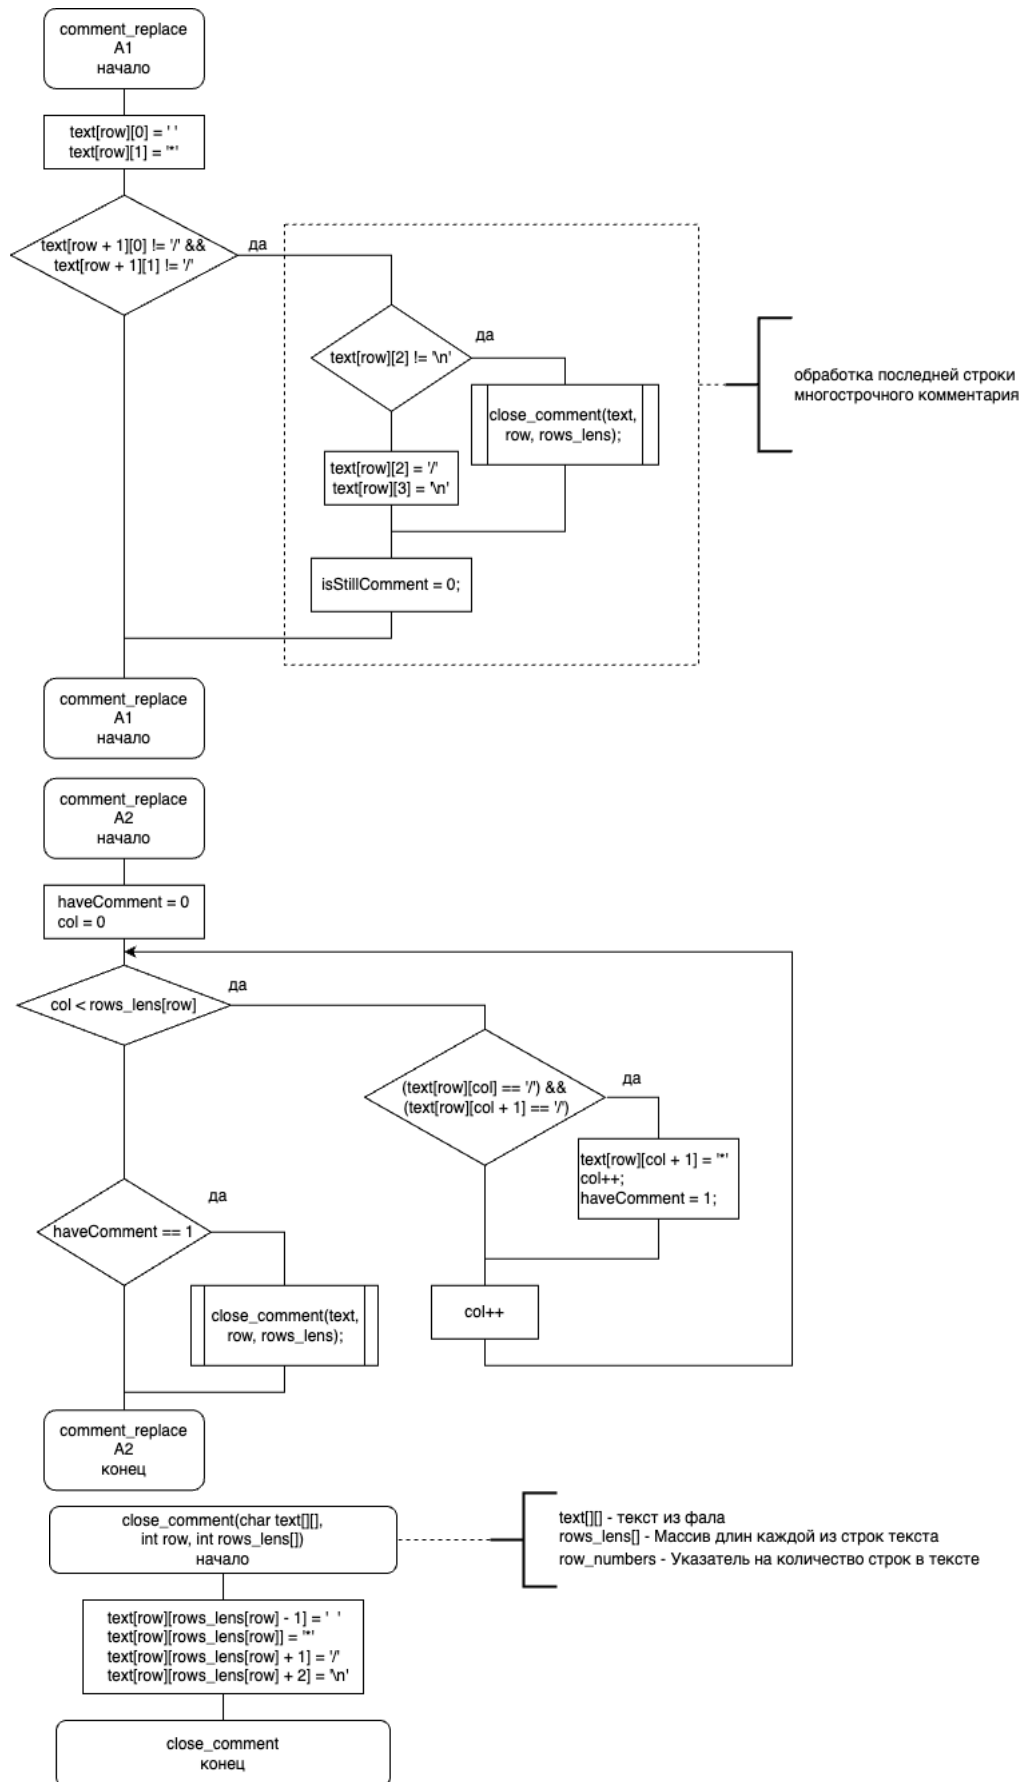 comment_replace
A1
начало
text[row][0] = ' '
text[row][1] = '*'
text[row + 1][0] != '/' &&
text[row + 1][1] != '/'
да
text[row][2] != '\n'
да
close_comment(text,
row, rows_lens);
text[row][2] = '/'
text[row][3] = '\n'
isStillComment = 0;
обработка последней строки
многострочного комментария
comment_replace
A1
начало
comment_replace
A2
начало
haveComment = 0
col = 0
col < rows_lens[row]
да
(text[row][col] == '/') &&
(text[row][col + 1] == '/')
да
text[row][col + 1] = '*'
col++;
haveComment = 1;
col++
haveComment == 1
да
close_comment(text,
row, rows_lens);
comment_replace
A2
конец
close_comment(char text[][],
int row, int rows_lens[])
начало
text[][] - текст из фала
rows_lens[] - Массив длин каждой из строк текста
row_numbers - Указатель на количество строк в тексте
text[row][rows_lens[row] - 1] = ' '
text[row][rows_lens[row]] = '*'
text[row][rows_lens[row] + 1] = '/'
text[row][rows_lens[row] + 2] = '\n'
close_comment
конец